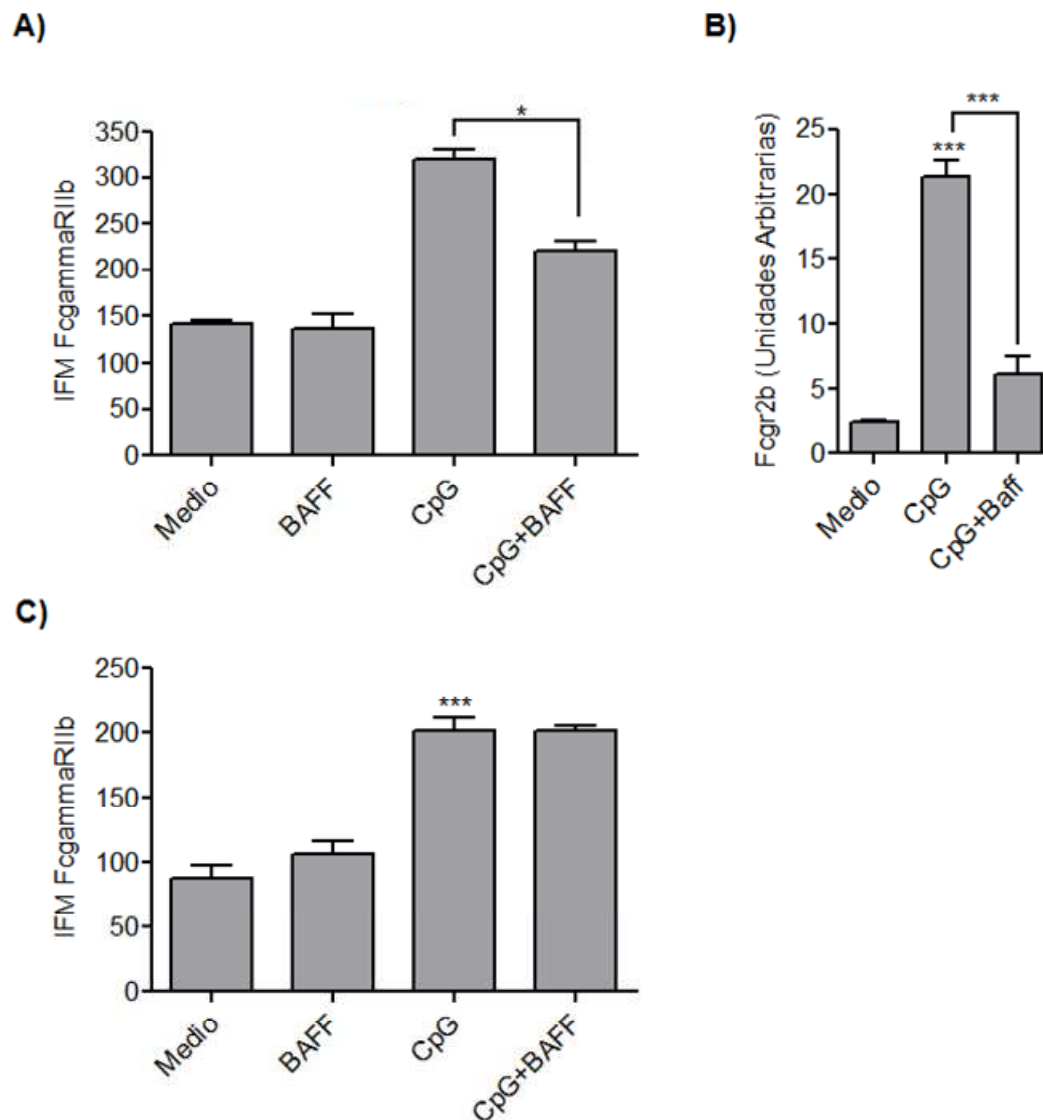 A)
IFM FcgammaRIIb
350
300
250
200
150
100
50
0
*
Medio
BAFF
CpG
CpG+BAFF
B)
Fcgr2b (Unidades Arbitrarias)
25
20
15
10
5
0
***
***
Medio
CpG
CpG+Baff
C)
IFM FcgammaRIIb
250
200
150
100
50
0
***
Medio
BAFF
CpG
CpG+BAFF